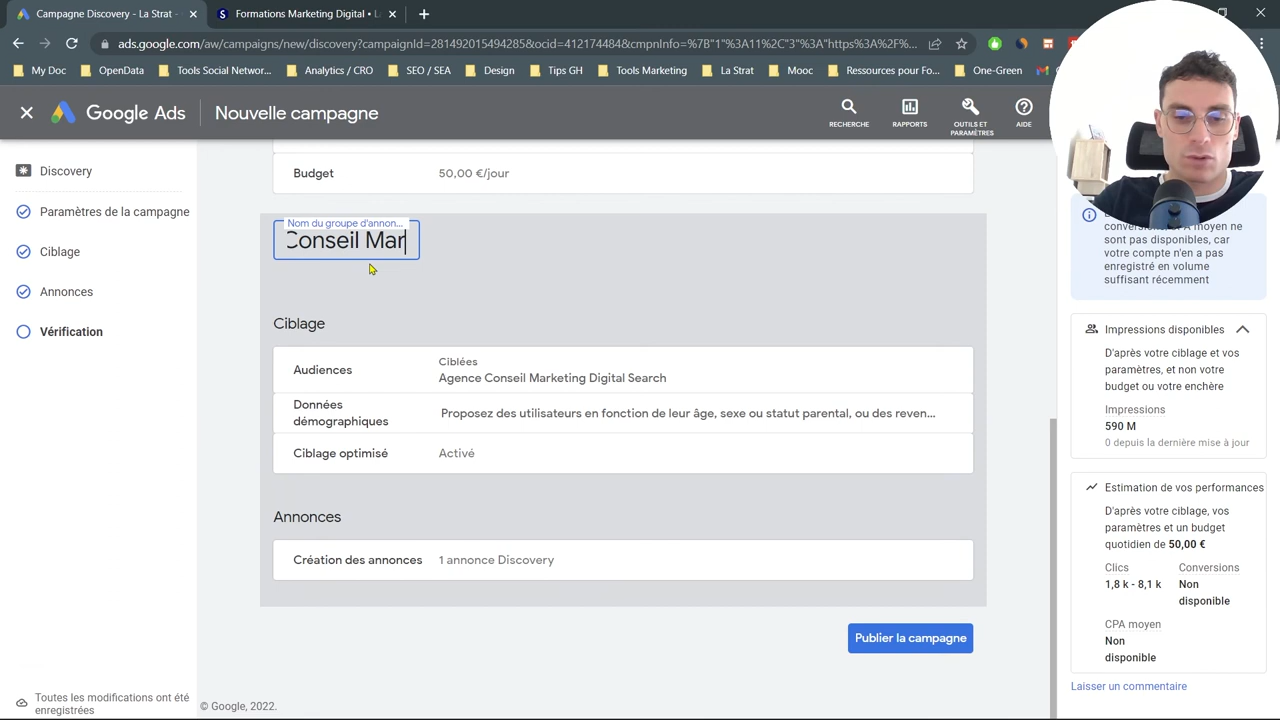 Campagne Discovery - La Strat -
Formations Marketing Digital • L
ads.google.com/aw/campaigns/new/discovery?campaignId=281492015494285&ocid=412174484&cmpnInfo=%7B"1"%3A11%2C"3"%3A"https%3A%2F%...
My Doc
OpenData
Tools Social Networ...
Analytics / CRO
SEO / SEA
Design
Tips GH
Tools Marketing
La Strat
Mooc
Ressources pour Fo...
One-Green
Google Ads
Nouvelle campagne
RECHERCHE
RAPPORTS
OUTILS ET
PARAMÈTRES
AIDE
Discovery
Paramètres de la campagne
Ciblage
Annonces
Vérification
Toutes les modifications ont été
enregistrées
Budget
50,00 €/jour
Nom du groupe d'annon...
Conseil Mar
Ciblage
Audiences
Ciblées
Agence Conseil Marketing Digital Search
Données
démographiques
Proposez des utilisateurs en fonction de leur âge, sexe ou statut parental, ou des reven...
Ciblage optimisé
Activé
Annonces
Création des annonces
1 annonce Discovery
Publier la campagne
© Google, 2022.
moyen ne
sont pas disponibles, car
votre compte n'en a pas
enregistré en volume
suffisant récemment
Impressions disponibles
D'après votre ciblage et vos
paramètres, et non votre
budget ou votre enchère
Impressions
590 M
0 depuis la dernière mise à jour
Estimation de vos performances
D'après votre ciblage, vos
paramètres et un budget
quotidien de 50,00 €
Clics
1,8 k - 8,1 k
Conversions
Non
disponible
CPA moyen
Non
disponible
Laisser un commentaire